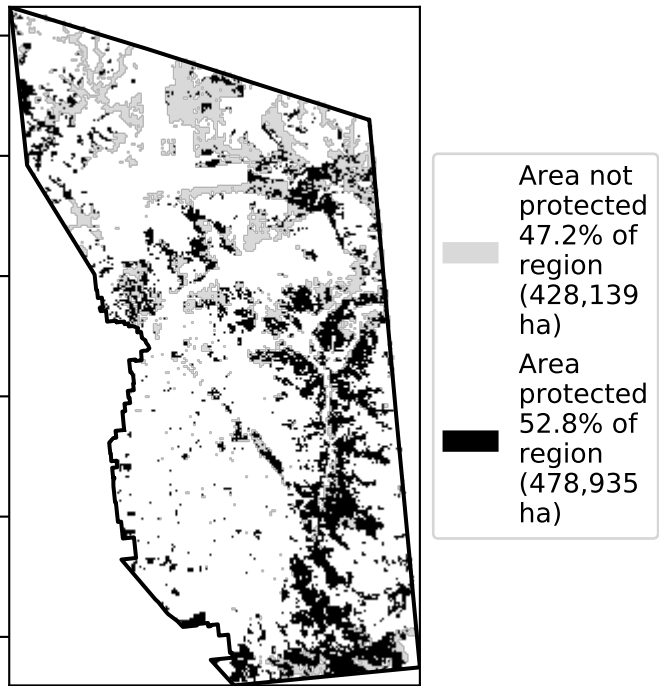 Area not
protected
47.2% of
region
(428,139
ha)
Area
protected
52.8% of
region
(478,935
ha)